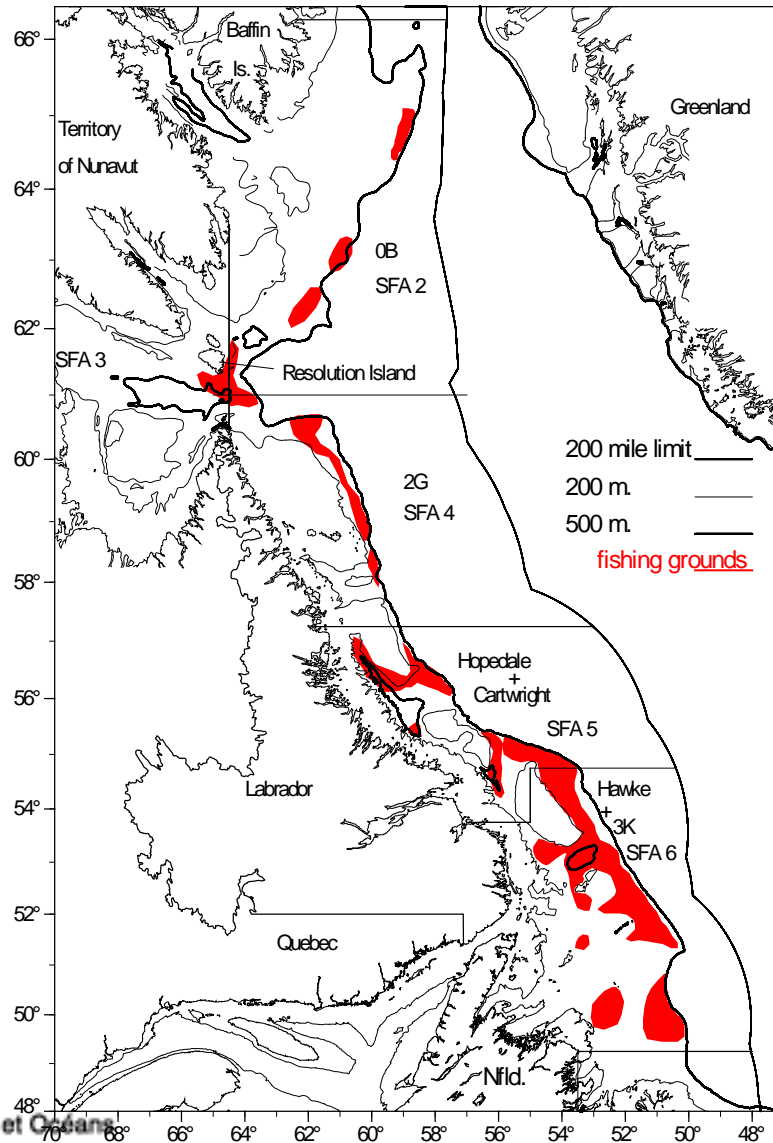 66°
Baffin
Is.
Greenland
Territory
of Nunavut
64°
0B
SFA 2
62°
SFA 3
Resolution Island
200 mile limit
60°
2G
200 m.
SFA 4
500 m.
fishing grounds
58°
Hopedale
+
Cartwright
56°
SFA 5
Labrador
Hawke
+
3K
54°
SFA 6
52°
Quebec
50°
Nfld.
48°
et Océans
70° 68° 66° 64° 62° 60° 58° 56° 54° 52° 50° 48°